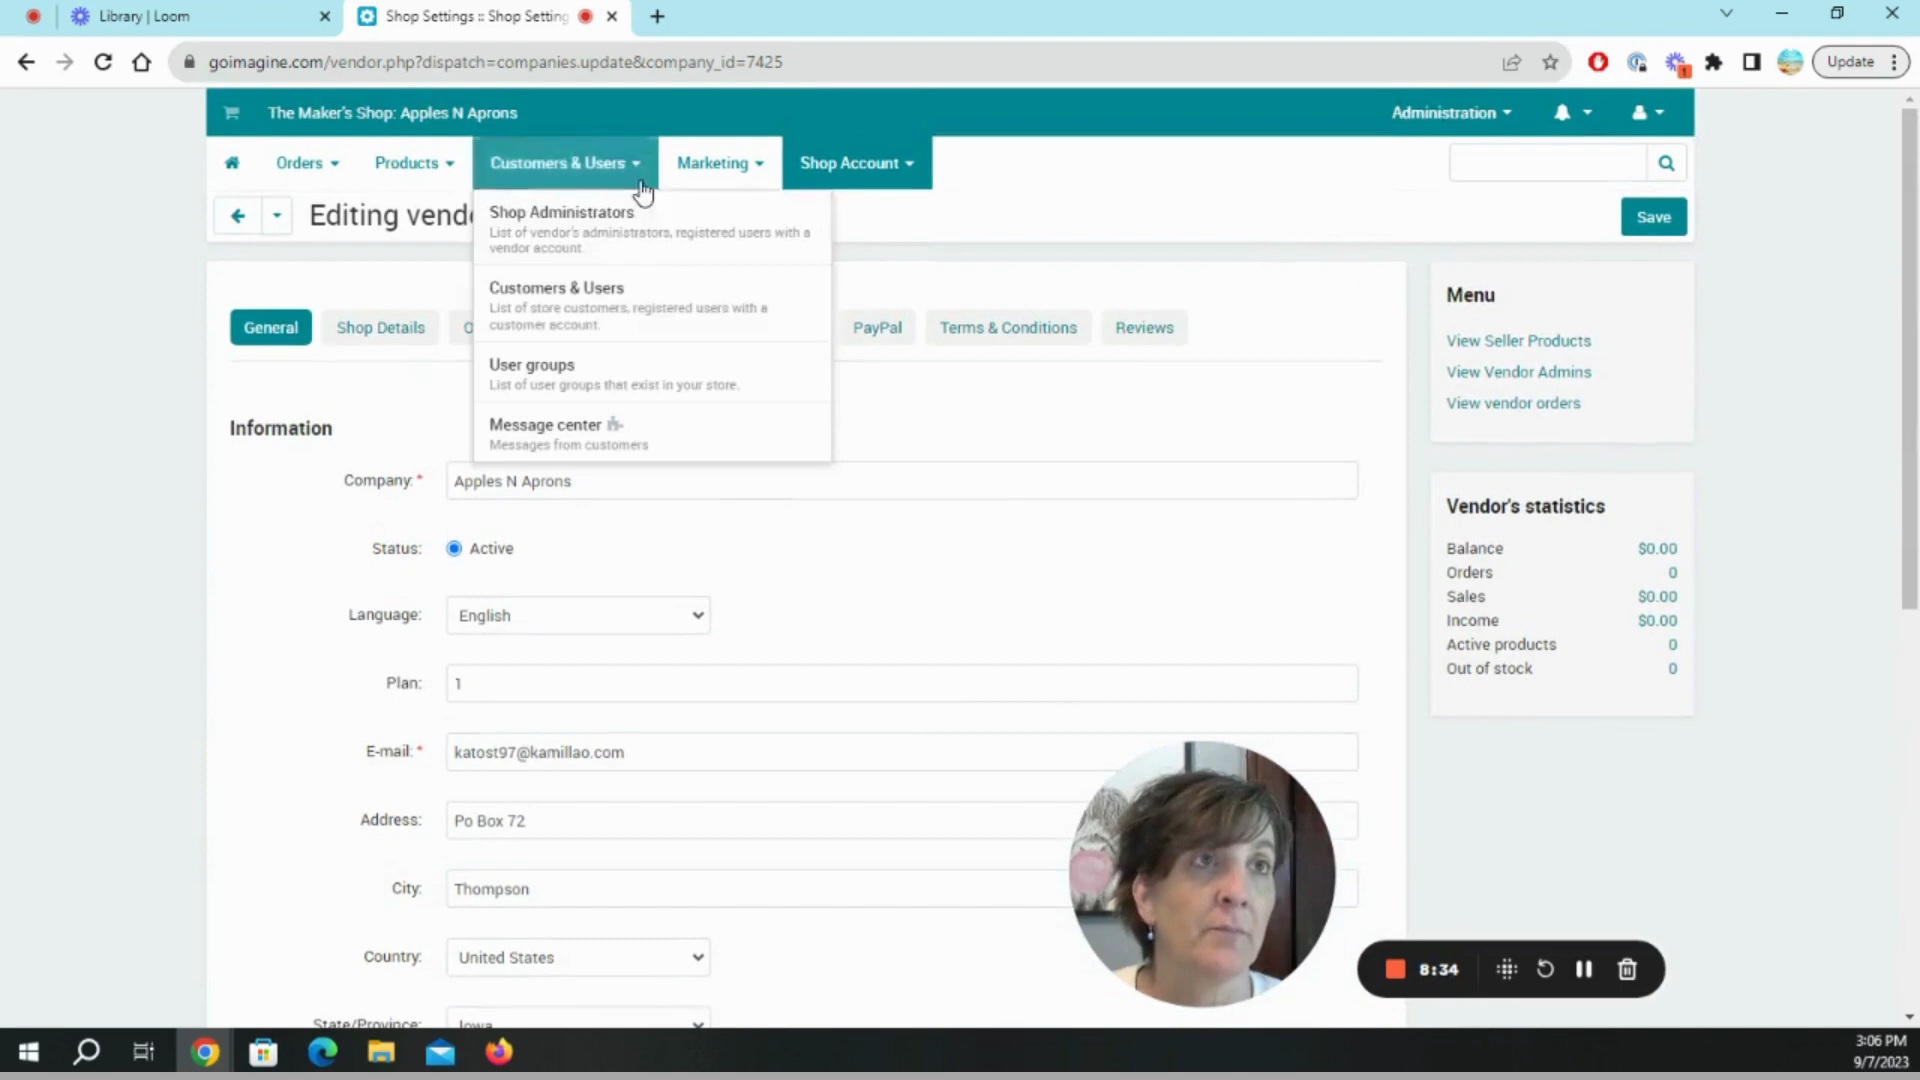 Library | Loom
Shop Settings :: Shop Setting
goimagine.com/vendor.php?dispatch=companies.update&company_id=7425
1
Update
The Maker's Shop: Apples N Aprons
Administration
Orders
Products
Customers & Users
Marketing
Shop Account
Editing vend
Save
Shop Administrators
List of vendor's administrators, registered users with a
vendor account.
Customers & Users
List of store customers, registered users with a
customer account.
User groups
List of user groups that exist in your store.
Message center
Messages from customers
General
Shop Details
PayPal
Terms & Conditions
Reviews
Menu
View Seller Products
View Vendor Admins
View vendor orders
Information
Company: *
Apples N Aprons
Status:
Active
Language:
English
Plan:
1
E-mail: *
katost97@kamillao.com
Address:
Po Box 72
City:
Thompson
Country:
United States
State/Province:
Iowa
Vendor's statistics
Balance $0.00
Orders 0
Sales $0.00
Income $0.00
Active products 0
Out of stock 0
8:34
3:06 PM
9/7/2023